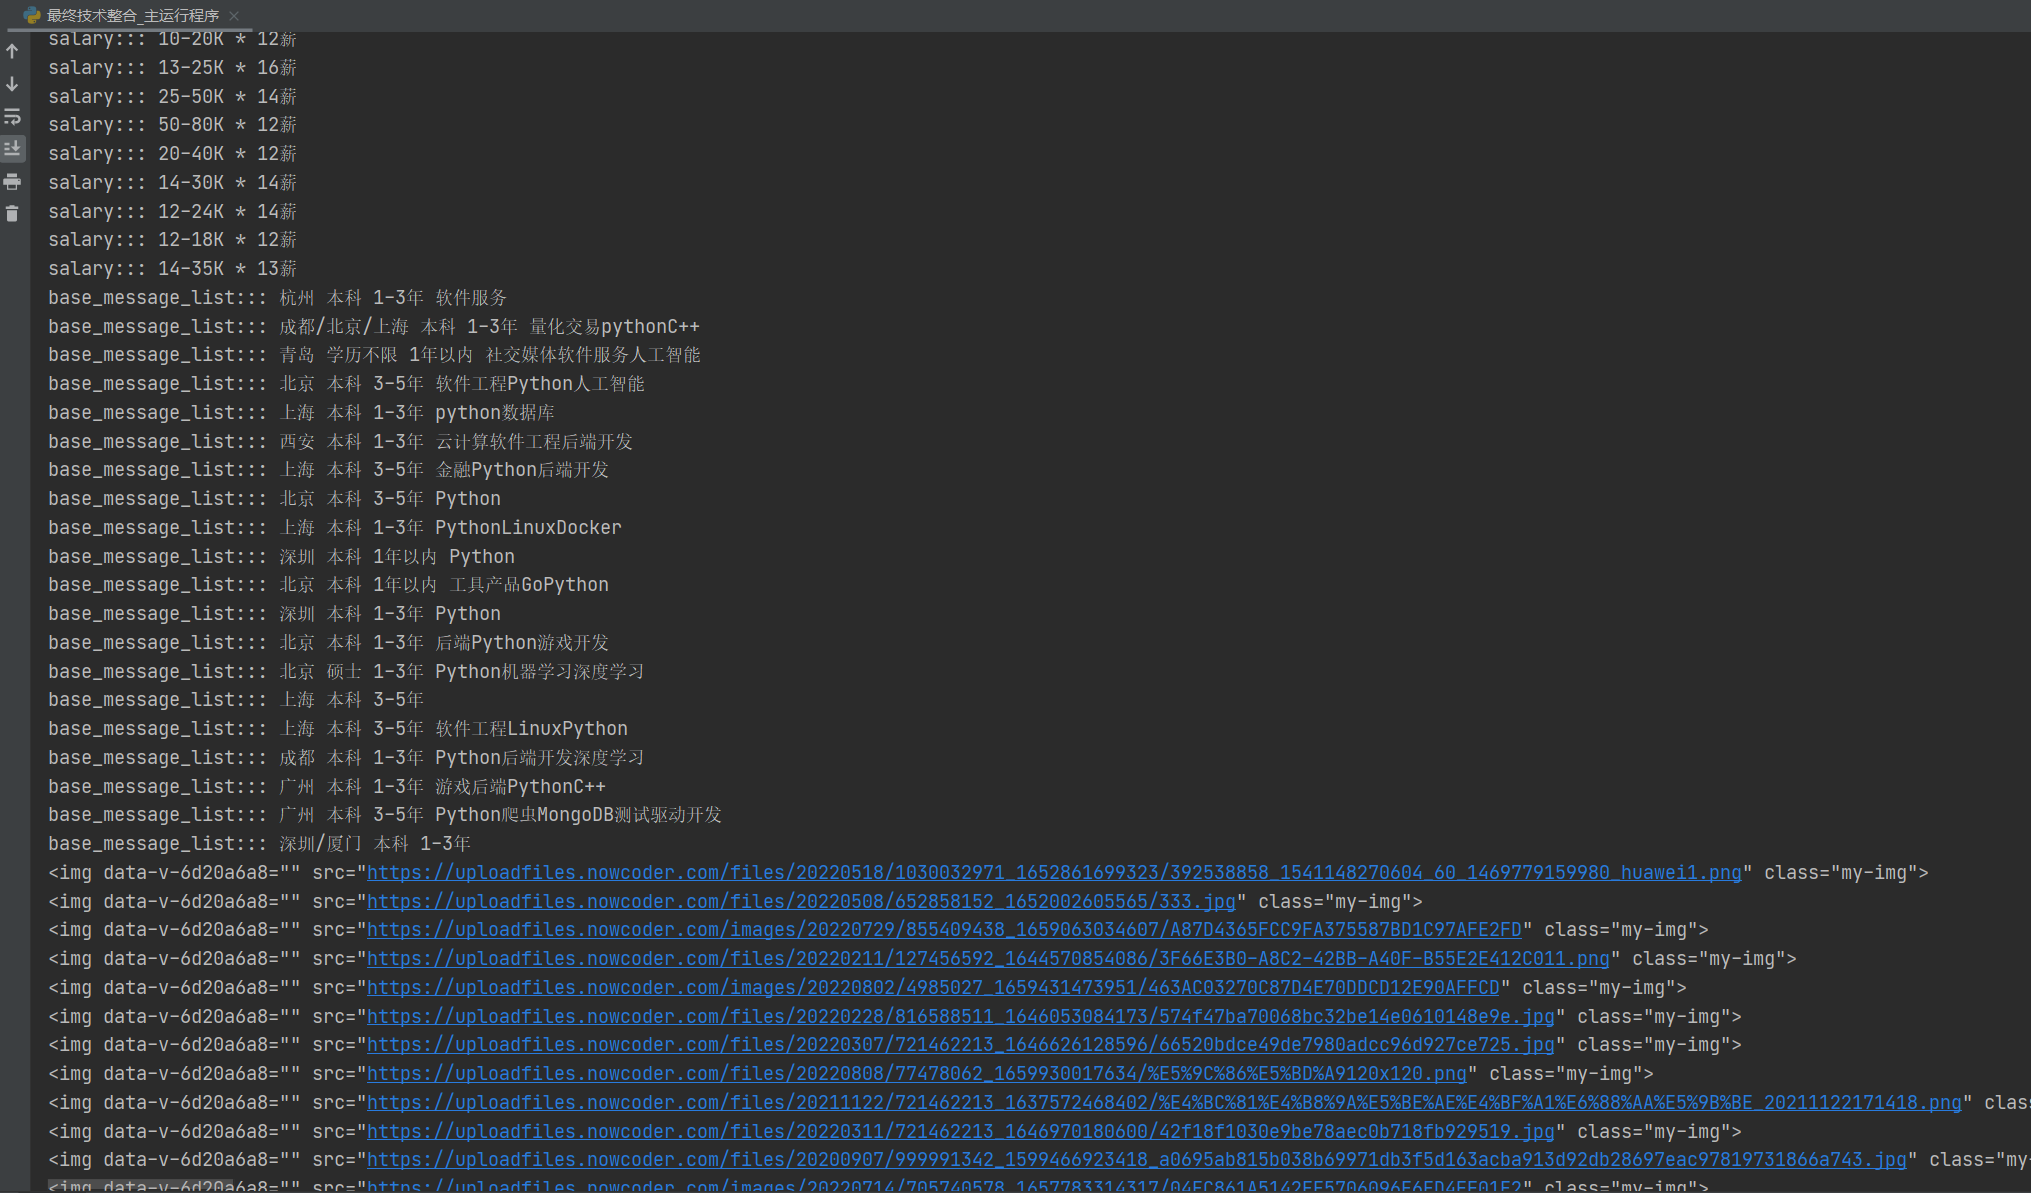 最终技术整合_主运行程序
salary::: 10-20K * 12薪
salary::: 13-25K * 16薪
salary::: 25-50K * 14薪
salary::: 50-80K * 12薪
salary::: 20-40K * 12薪
salary::: 14-30K * 14薪
salary::: 12-24K * 14薪
salary::: 12-18K * 12薪
salary::: 14-35K * 13薪
base_message_list::: 杭州 本科 1-3年 软件服务
base_message_list::: 成都/北京/上海 本科 1-3年 量化交易pythonC++
base_message_list::: 青岛 学历不限 1年以内 社交媒体软件服务人工智能
base_message_list::: 北京 本科 3-5年 软件工程Python人工智能
base_message_list::: 上海 本科 1-3年 python数据库
base_message_list::: 西安 本科 1-3年 云计算软件工程后端开发
base_message_list::: 上海 本科 3-5年 金融Python后端开发
base_message_list::: 北京 本科 3-5年 Python
base_message_list::: 上海 本科 1-3年 PythonLinuxDocker
base_message_list::: 深圳 本科 1年以内 Python
base_message_list::: 北京 本科 1年以内 工具产品GoPython
base_message_list::: 深圳 本科 1-3年 Python
base_message_list::: 北京 本科 1-3年 后端Python游戏开发
base_message_list::: 北京 硕士 1-3年 Python机器学习深度学习
base_message_list::: 上海 本科 3-5年
base_message_list::: 上海 本科 3-5年 软件工程LinuxPython
base_message_list::: 成都 本科 1-3年 Python后端开发深度学习
base_message_list::: 广州 本科 1-3年 游戏后端PythonC++
base_message_list::: 广州 本科 3-5年 Python爬虫MongoDB测试驱动开发
base_message_list::: 深圳/厦门 本科 1-3年
<img data-v-6d20a6a8="" src="https://uploadfiles.nowcoder.com/files/20220518/1030032971_1652861699323/392538858_1541148270604_60_1469779159980_huawei1.png" class="my-img">
<img data-v-6d20a6a8="" src="https://uploadfiles.nowcoder.com/files/20220508/652858152_1652002605565/333.jpg" class="my-img">
<img data-v-6d20a6a8="" src="https://uploadfiles.nowcoder.com/images/20220729/855409438_1659063034607/A87D4365FCC9FA375587BD1C97AFE2FD" class="my-img">
<img data-v-6d20a6a8="" src="https://uploadfiles.nowcoder.com/files/20220211/127456592_1644570854086/3F66E3B0-A8C2-42BB-A40F-B55E2E412C011.png" class="my-img">
<img data-v-6d20a6a8="" src="https://uploadfiles.nowcoder.com/images/20220802/4985027_1659431473951/463AC03270C87D4E70DDCD12E90AFFCD" class="my-img">
<img data-v-6d20a6a8="" src="https://uploadfiles.nowcoder.com/files/20220228/816588511_1646053084173/574f47ba70068bc32be14e0610148e9e.jpg" class="my-img">
<img data-v-6d20a6a8="" src="https://uploadfiles.nowcoder.com/files/20220307/721462213_1646626128596/66520bdce49de7980adcc96d927ce725.jpg" class="my-img">
<img data-v-6d20a6a8="" src="https://uploadfiles.nowcoder.com/files/20220808/77478062_1659930017634/%E5%9C%86%E5%BD%A9120x120.png" class="my-img">
<img data-v-6d20a6a8="" src="https://uploadfiles.nowcoder.com/files/20211122/721462213_1637572468402/%E4%BC%81%E4%B8%9A%E5%BE%AE%E4%BF%A1%E6%88%AA%E5%9B%BE_20211122171418.png" clas
<img data-v-6d20a6a8="" src="https://uploadfiles.nowcoder.com/files/20220311/721462213_1646970180600/42f18f1030e9be78aec0b718fb929519.jpg" class="my-img">
<img data-v-6d20a6a8="" src="https://uploadfiles.nowcoder.com/files/20200907/999991342_1599466923418_a0695ab815b038b69971db3f5d163acba913d92db28697eac97819731866a743.jpg" class="my-
<img data-v-6d20a6a8="" src="https://uploadfiles.nowcoder.com/images/20220714/705740578_1657783314317/04EC861A5142EE5706096E6ED4EE01E2" class="my-img">